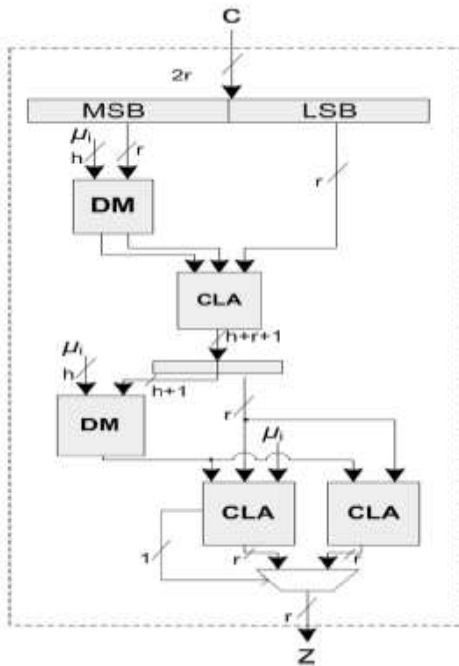 C
2r
MSB LSB
μi
h r
r
DM
CLA
h+r+1
μi
h
h+1
r
DM
μi
CLA CLA
1
r r
r
Z